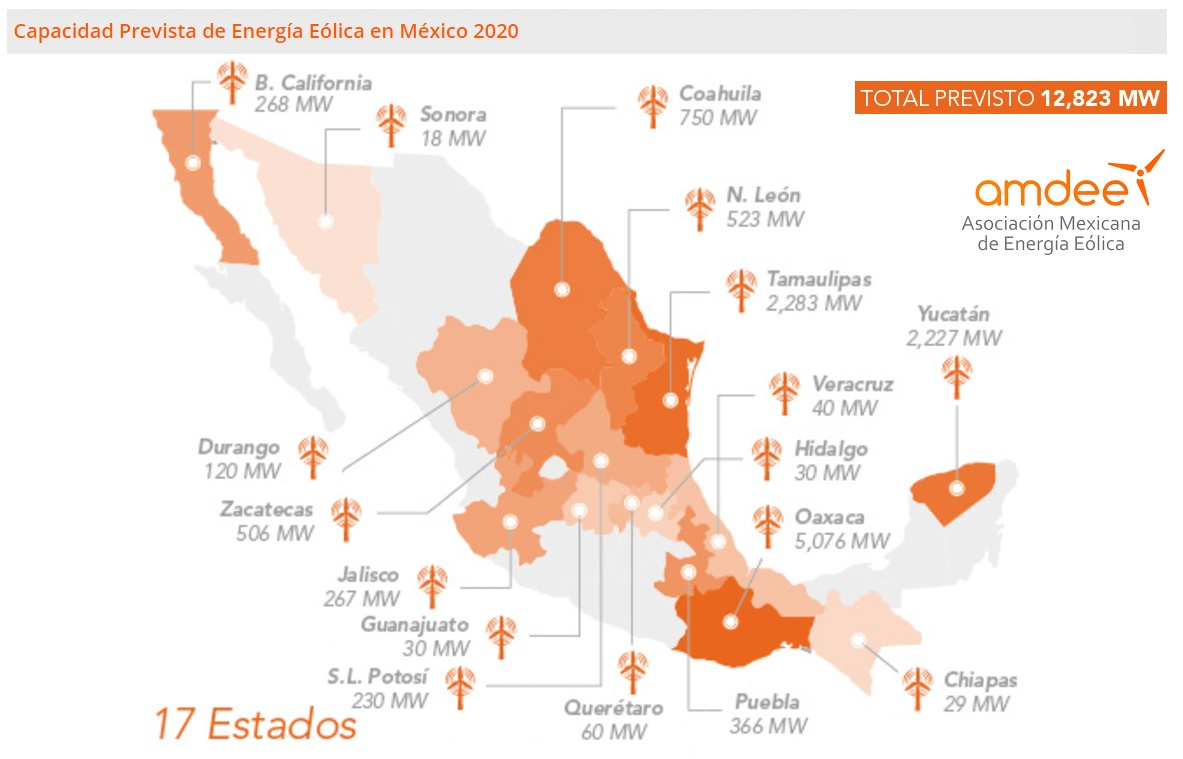 Capacidad Prevista de Energía Eólica en México 2020
B. California
268 MW
Sonora
18 MW
Coahuila
750 MW
TOTAL PREVISTO 12,823 MW
amdee
Asociación Mexicana
de Energía Eólica
N. León
523 MW
Tamaulipas
2,283 MW
Yucatán
2,227 MW
Veracruz
40 MW
Hidalgo
30 MW
Oaxaca
5,076 MW
Durango
120 MW
Zacatecas
506 MW
Jalisco
267 MW
Guanajuato
30 MW
S.L. Potosí
230 MW
Querétaro
60 MW
Puebla
366 MW
Chiapas
29 MW
17 Estados